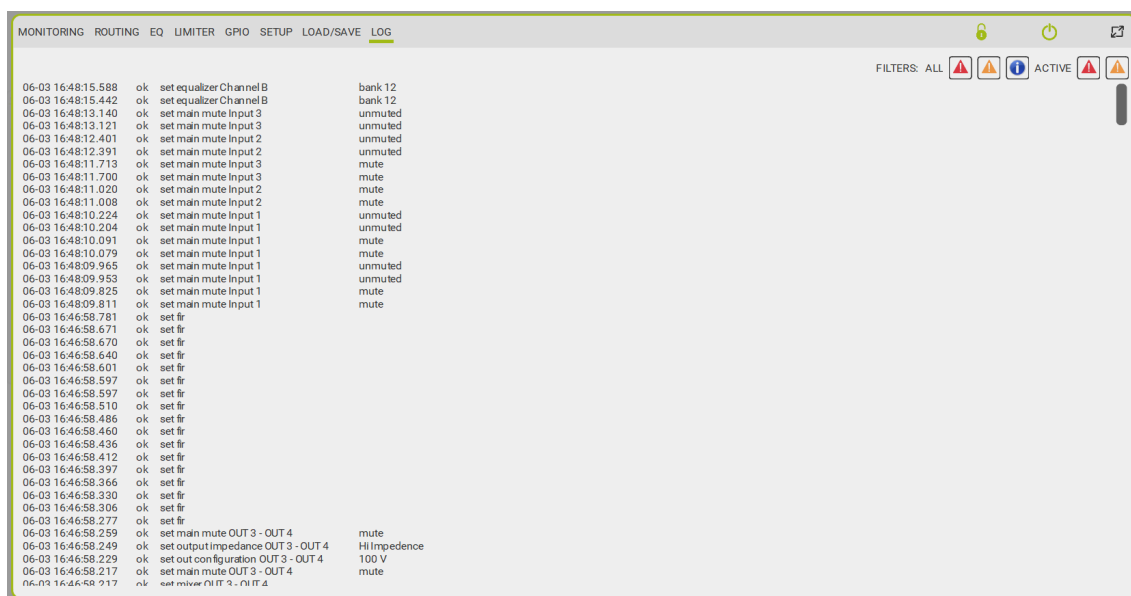 MONITORING ROUTING EQ LIMITER GPIO SETUP LOAD/SAVE LOG
FILTERS: ALL ACTIVE
06-03 16:48:15.588 ok set equalizer Channel B bank 12
06-03 16:48:15.442 ok set equalizer Channel B bank 12
06-03 16:48:13.140 ok set main mute Input 3 unmuted
06-03 16:48:13.121 ok set main mute Input 3 unmuted
06-03 16:48:12.401 ok set main mute Input 2 unmuted
06-03 16:48:12.391 ok set main mute Input 2 unmuted
06-03 16:48:11.713 ok set main mute Input 3 mute
06-03 16:48:11.700 ok set main mute Input 3 mute
06-03 16:48:11.020 ok set main mute Input 2 mute
06-03 16:48:11.008 ok set main mute Input 2 mute
06-03 16:48:10.224 ok set main mute Input 1 unmuted
06-03 16:48:10.204 ok set main mute Input 1 unmuted
06-03 16:48:10.091 ok set main mute Input 1 mute
06-03 16:48:10.079 ok set main mute Input 1 mute
06-03 16:48:09.965 ok set main mute Input 1 unmuted
06-03 16:48:09.953 ok set main mute Input 1 unmuted
06-03 16:48:09.825 ok set main mute Input 1 mute
06-03 16:48:09.811 ok set main mute Input 1 mute
06-03 16:46:58.781 ok set fir
06-03 16:46:58.671 ok set fir
06-03 16:46:58.670 ok set fir
06-03 16:46:58.640 ok set fir
06-03 16:46:58.601 ok set fir
06-03 16:46:58.597 ok set fir
06-03 16:46:58.597 ok set fir
06-03 16:46:58.510 ok set fir
06-03 16:46:58.486 ok set fir
06-03 16:46:58.460 ok set fir
06-03 16:46:58.436 ok set fir
06-03 16:46:58.412 ok set fir
06-03 16:46:58.397 ok set fir
06-03 16:46:58.366 ok set fir
06-03 16:46:58.330 ok set fir
06-03 16:46:58.306 ok set fir
06-03 16:46:58.277 ok set fir
06-03 16:46:58.259 ok set main mute OUT 3 - OUT 4 mute
06-03 16:46:58.249 ok set output impedance OUT 3 - OUT 4 Hi Impedence
06-03 16:46:58.229 ok set out configuration OUT 3 - OUT 4 100 V
06-03 16:46:58.217 ok set main mute OUT 3 - OUT 4 mute
06-03 16:46:58.217 ok set mixer OUT 3 - OUT 4